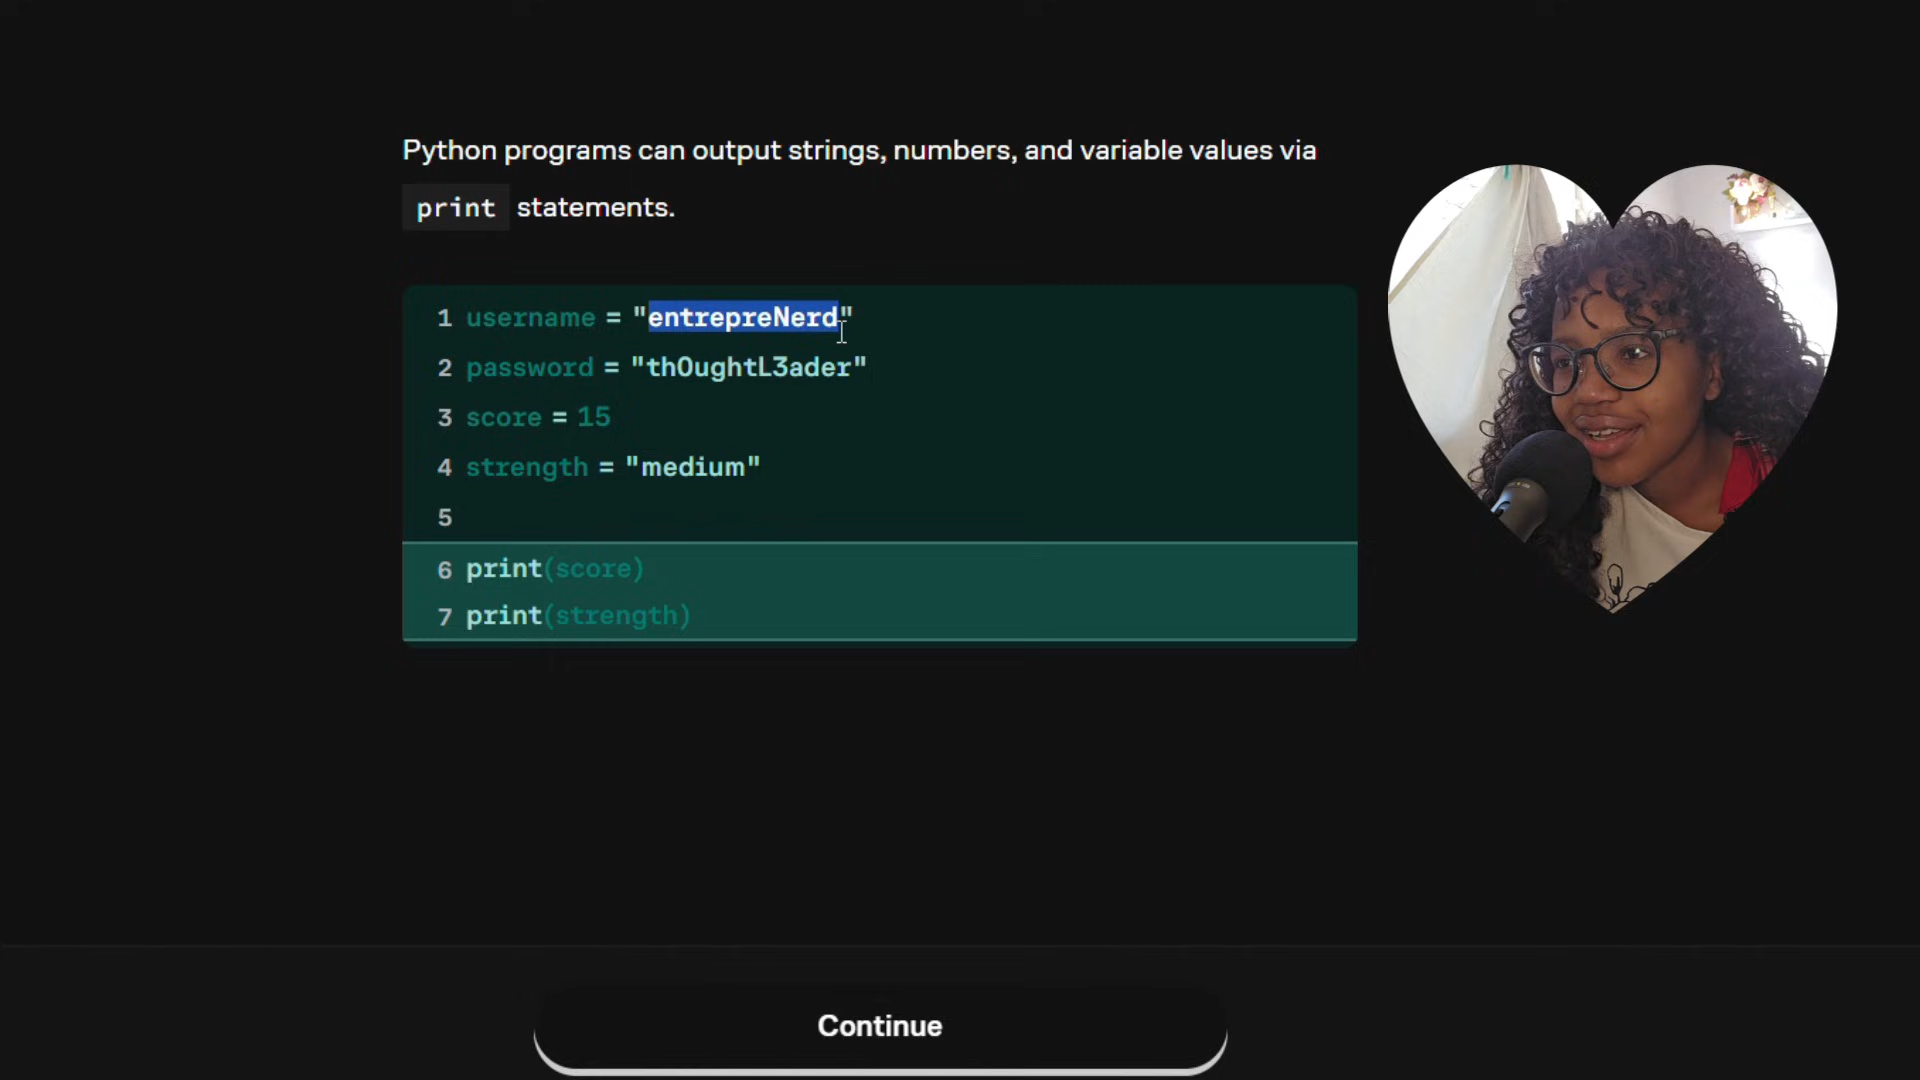 Python programs can output strings, numbers, and variable values via
print statements.
1 username = "entrepreNerd"
2 password = "thOughtL3ader"
3 score = 15
4 strength = "medium"
5
6 print(score)
7 print(strength)
Continue